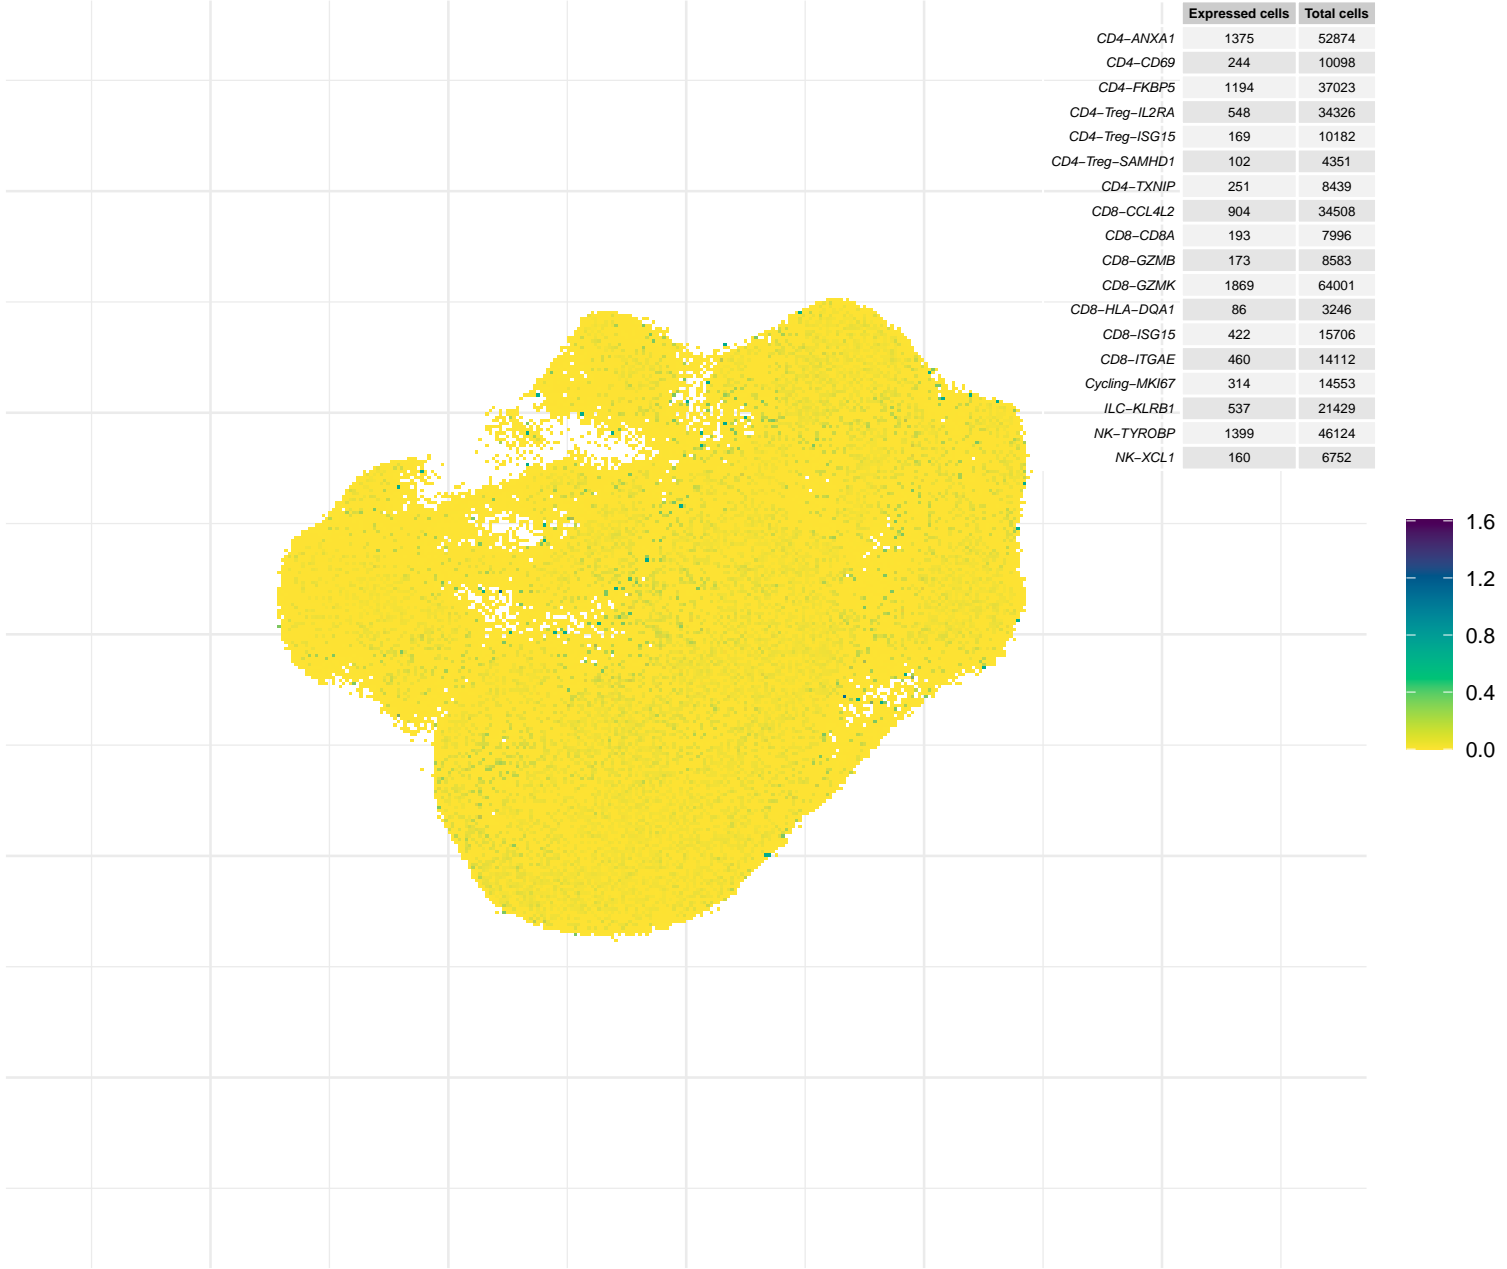 Expressed cells Total cells
CD4−ANXA1 1375 52874
CD4−CD69 244 10098
CD4−FKBP5 1194 37023
CD4−Treg−IL2RA 548 34326
CD4−Treg−ISG15 169 10182
CD4−Treg−SAMHD1 102 4351
CD4−TXNIP 251 8439
CD8−CCL4L2 904 34508
CD8−CD8A 193 7996
CD8−GZMB 173 8583
CD8−GZMK 1869 64001
CD8−HLA−DQA1 86 3246
CD8−ISG15 422 15706
CD8−ITGAE 460 14112
Cycling−MKI67 314 14553
ILC−KLRB1 537 21429
NK−TYROBP 1399 46124
NK−XCL1 160 6752
1.6
1.2
0.8
0.4
0.0